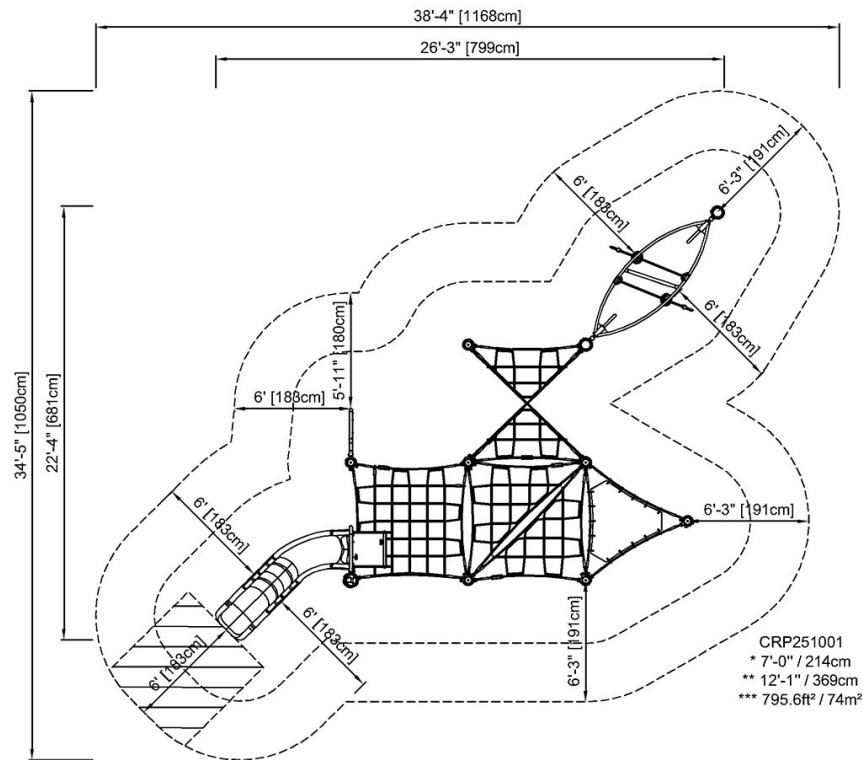 38'-4" [1168cm]
26'-3" [799cm]
34'-5" [1050cm]
22'-4" [681cm]
6'-3" [191cm]
6' [183cm]
6' [183cm]
5'-11" [180cm]
6' [183cm]
6'-3" [191cm]
6' [183cm]
6' [183cm]
6' [183cm]
6'-3" [191cm]
CRP251001
* 7'-0" / 214cm
** 12'-1" / 369cm
*** 795.6ft² / 74m²